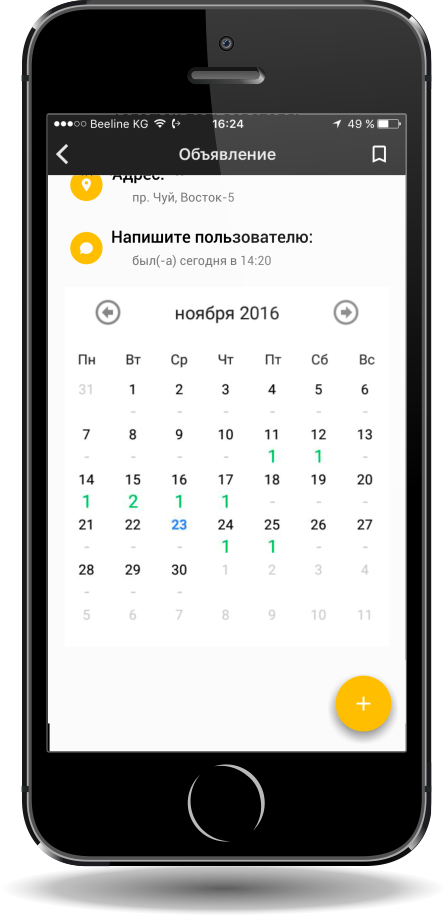 Beeline KG 16:24 49 %
Объявление
Адрес:
пр. Чуй, Восток-5
Напишите пользователю:
был(-а) сегодня в 14:20
ноября 2016
Пн Вт Ср Чт Пт Сб Вс
31 1 2 3 4 5 6
- - - - - -
7 8 9 10 11 12 13
- - - - 1 1 -
14 15 16 17 18 19 20
1 2 1 1 - - -
21 22 23 24 25 26 27
- - - 1 1 - -
28 29 30 1 2 3 4
- - -
5 6 7 8 9 10 11
+